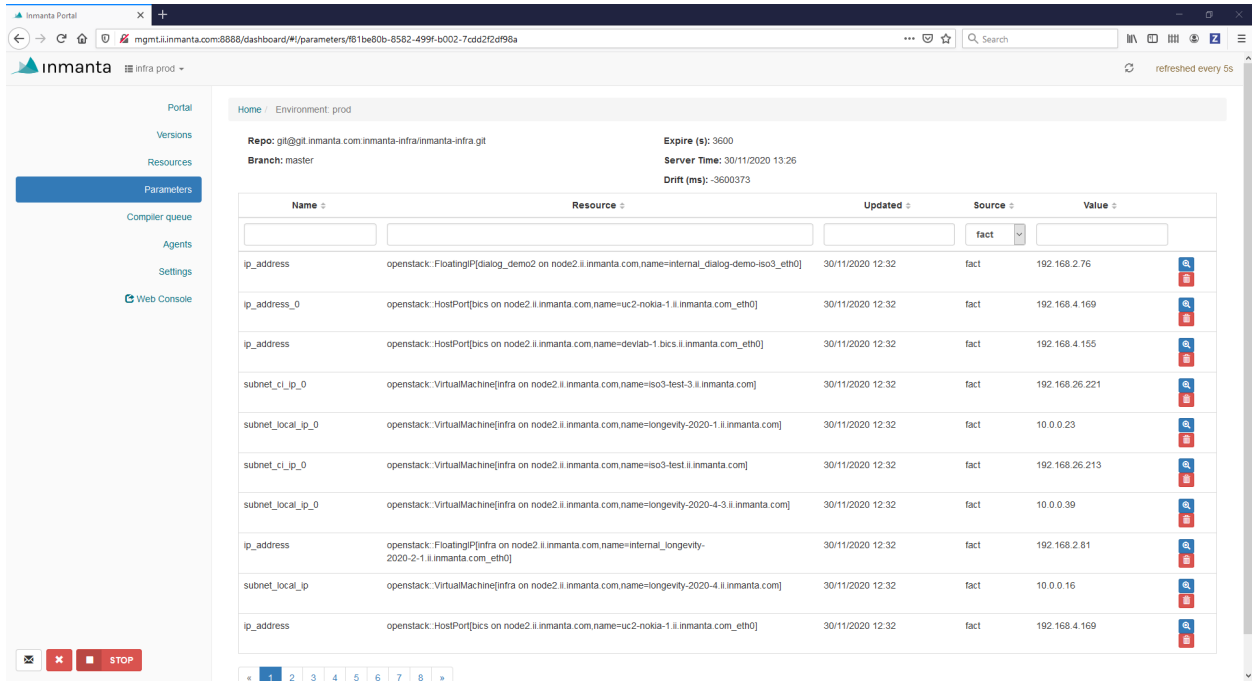 Inmanta Portal
mgmt.ii.inmanta.com:8888/dashboard/#!/parameters/f81be80b-8582-499f-b002-7cdd2f2df98a
Search
inmanta
infra prod
refreshed every 5s
Portal
Versions
Resources
Parameters
Compiler queue
Agents
Settings
Web Console
Home / Environment: prod
Repo: git@git.inmanta.com:inmanta-infra/inmanta-infra.git
Branch: master
Expire (s): 3600
Server Time: 30/11/2020 13:26
Drift (ms): -3600373
Name Resource Updated Source Value
fact
ip_address openstack::FloatingIP[dialog_demo2 on node2.ii.inmanta.com,name=internal_dialog-demo-iso3_eth0] 30/11/2020 12:32 fact 192.168.2.76
ip_address_0 openstack::HostPort[bics on node2.ii.inmanta.com,name=uc2-nokia-1.ii.inmanta.com_eth0] 30/11/2020 12:32 fact 192.168.4.169
ip_address openstack::HostPort[bics on node2.ii.inmanta.com,name=devlab-1.bics.ii.inmanta.com_eth0] 30/11/2020 12:32 fact 192.168.4.155
subnet_ci_ip_0 openstack::VirtualMachine[infra on node2.ii.inmanta.com,name=iso3-test-3.ii.inmanta.com] 30/11/2020 12:32 fact 192.168.26.221
subnet_local_ip_0 openstack::VirtualMachine[infra on node2.ii.inmanta.com,name=longevity-2020-1.ii.inmanta.com] 30/11/2020 12:32 fact 10.0.0.23
subnet_ci_ip_0 openstack::VirtualMachine[infra on node2.ii.inmanta.com,name=iso3-test.ii.inmanta.com] 30/11/2020 12:32 fact 192.168.26.213
subnet_local_ip_0 openstack::VirtualMachine[infra on node2.ii.inmanta.com,name=longevity-2020-4-3.ii.inmanta.com] 30/11/2020 12:32 fact 10.0.0.39
ip_address openstack::FloatingIP[infra on node2.ii.inmanta.com,name=internal_longevity- 30/11/2020 12:32 fact 192.168.2.81
2020-2-1.ii.inmanta.com_eth0]
subnet_local_ip openstack::VirtualMachine[infra on node2.ii.inmanta.com,name=longevity-2020-4.ii.inmanta.com] 30/11/2020 12:32 fact 10.0.0.16
ip_address openstack::HostPort[bics on node2.ii.inmanta.com,name=uc2-nokia-1.ii.inmanta.com_eth0] 30/11/2020 12:32 fact 192.168.4.169
STOP
« 1 2 3 4 5 6 7 8 »